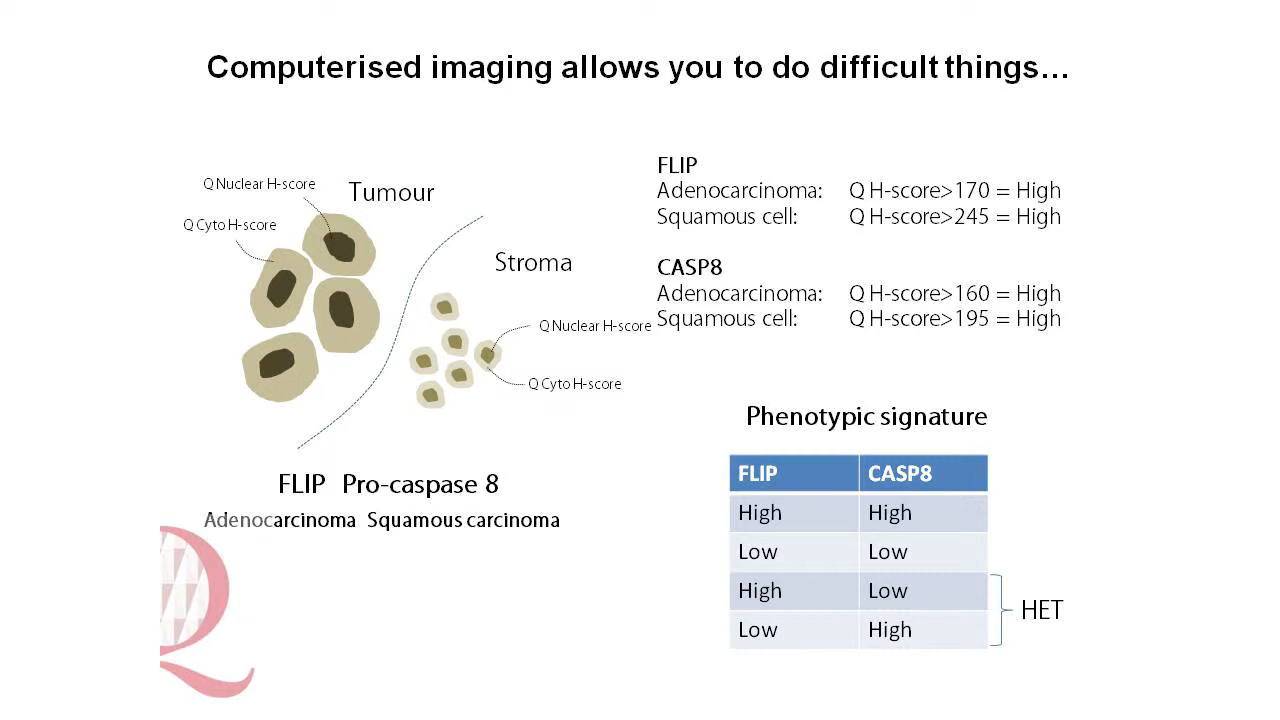 Computerised imaging allows you to do difficult things…
Q Nuclear H-score
Tumour
Q Cyto H-score
Stroma
Q Nuclear H-score
Q Cyto H-score
FLIP Pro-caspase 8
Adenocarcinoma Squamous carcinoma
FLIP
Adenocarcinoma: Q H-score>170 = High
Squamous cell: Q H-score>245 = High
CASP8
Adenocarcinoma: Q H-score>160 = High
Squamous cell: Q H-score>195 = High
Phenotypic signature
FLIP CASP8
High High
Low Low
High Low
Low High
HET
Q